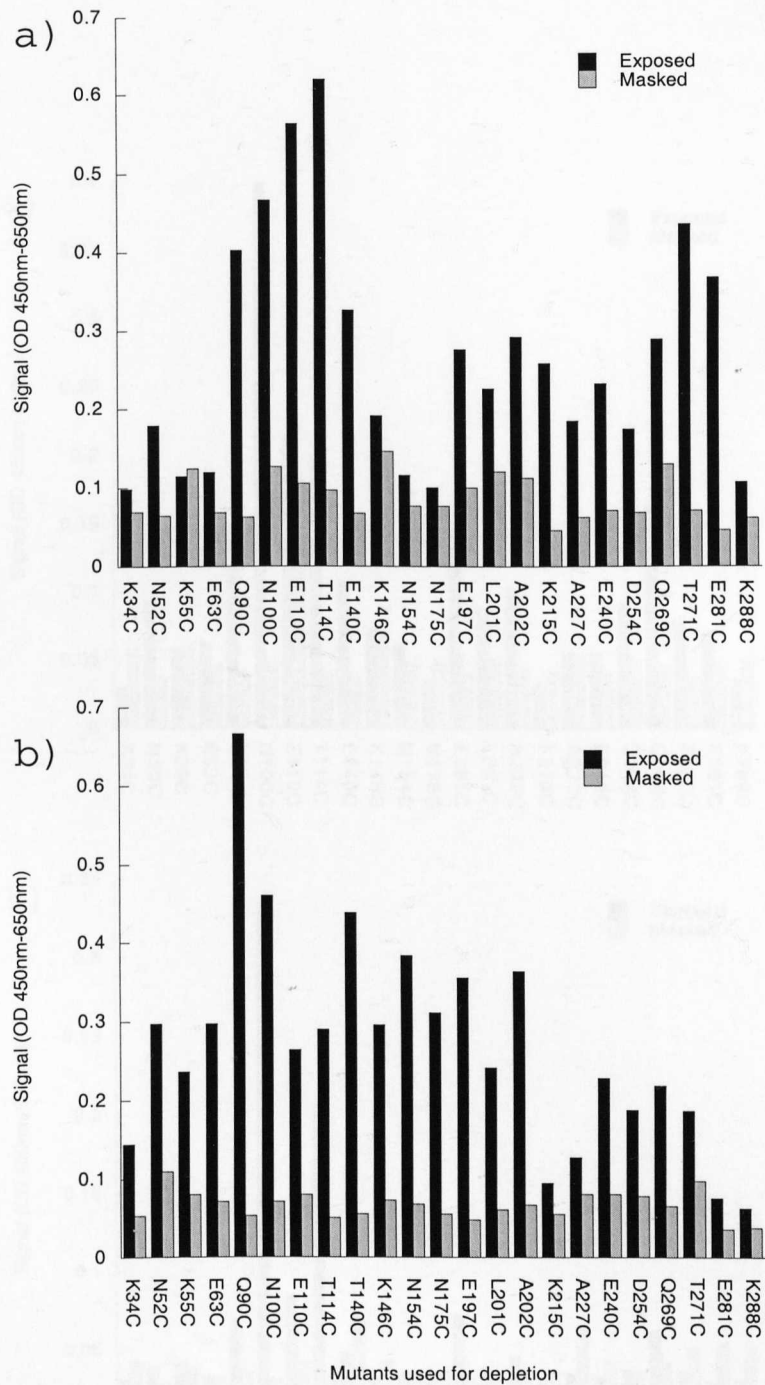 a)
0.7
0.6
0.5
0.4
0.3
0.2
0.1
0
Signal (OD 450nm-650nm)
Exposed
Masked
K34C
N52C
K55C
E63C
Q90C
N100C
E110C
T114C
E140C
K146C
N154C
N175C
E197C
L201C
A202C
K215C
A227C
E240C
D254C
Q269C
T271C
E281C
K288C
b)
0.7
0.6
0.5
0.4
0.3
0.2
0.1
0
Signal (OD 450nm-650nm)
Exposed
Masked
K34C
N52C
K55C
E63C
Q90C
N100C
E110C
T114C
T140C
K146C
N154C
N175C
E197C
L201C
A202C
K215C
A227C
E240C
D254C
Q269C
T271C
E281C
K288C
Mutants used for depletion